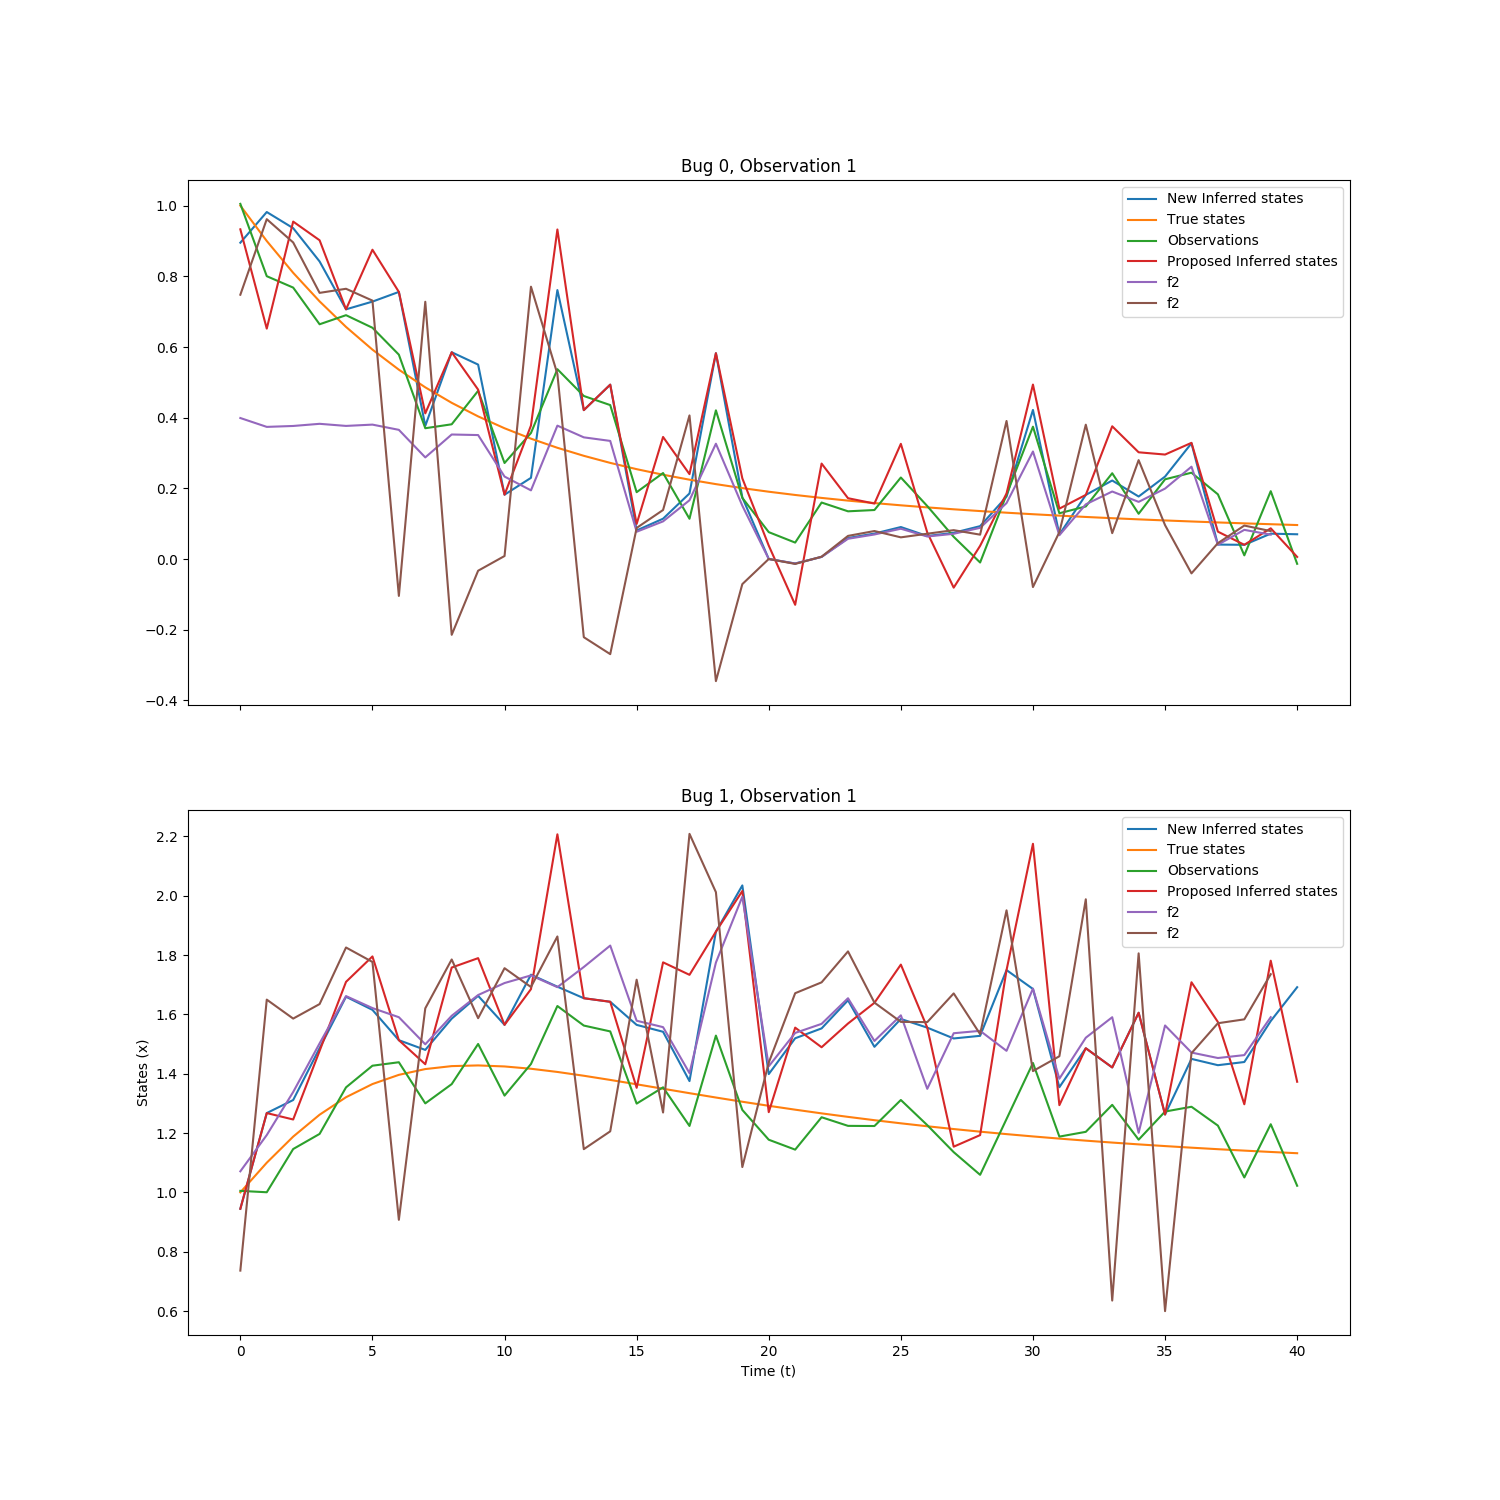 Bug 0, Observation 1
New Inferred states
True states
Observations
Proposed Inferred states
f2
f2
1.0
0.8
0.6
0.4
0.2
0.0
−0.2
−0.4
Bug 1, Observation 1
New Inferred states
True states
Observations
Proposed Inferred states
f2
f2
2.2
2.0
1.8
1.6
1.4
1.2
1.0
0.8
0.6
States (x)
0 5 10 15 20 25 30 35 40
Time (t)